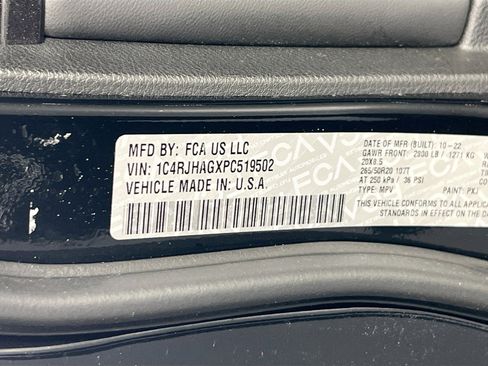 MFD BY: FCA US LLC
VIN: 1C4RJHAGXPC519502
VEHICLE MADE IN U.S.A.
DATE OF MFR (BUILT): 10-22
GAWR FRONT: 2800 LB / 1271 KG
20X8.5
265/50R20 107T
AT 250 kPa / 36 PSI
TYPE: MPV PAINT: PXJ
THIS VEHICLE CONFORMS TO ALL APPLICABLE
STANDARDS IN EFFECT ON THE DA